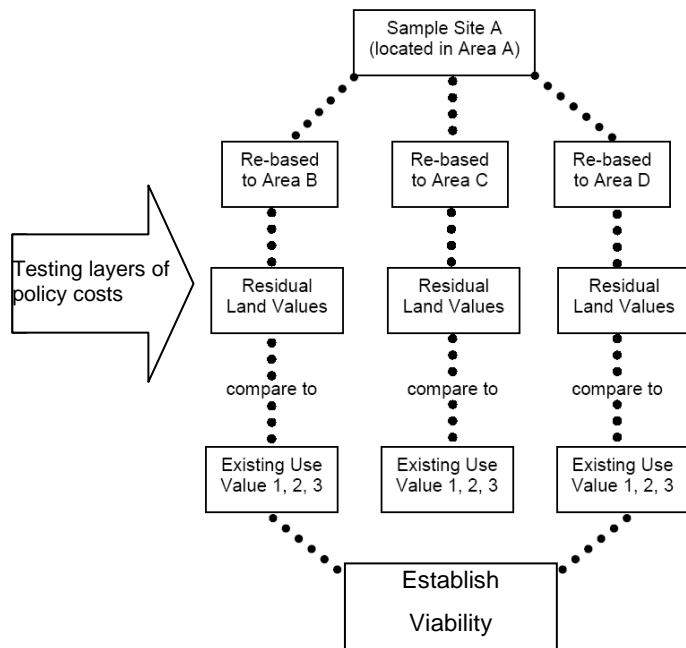 Sample Site A
(located in Area A)
Re-based
to Area B
Re-based
to Area C
Re-based
to Area D
Testing layers of
policy costs
Residual
Land Values
Residual
Land Values
Residual
Land Values
compare to
compare to
compare to
Existing Use
Value 1, 2, 3
Existing Use
Value 1, 2, 3
Existing Use
Value 1, 2, 3
Establish
Viability